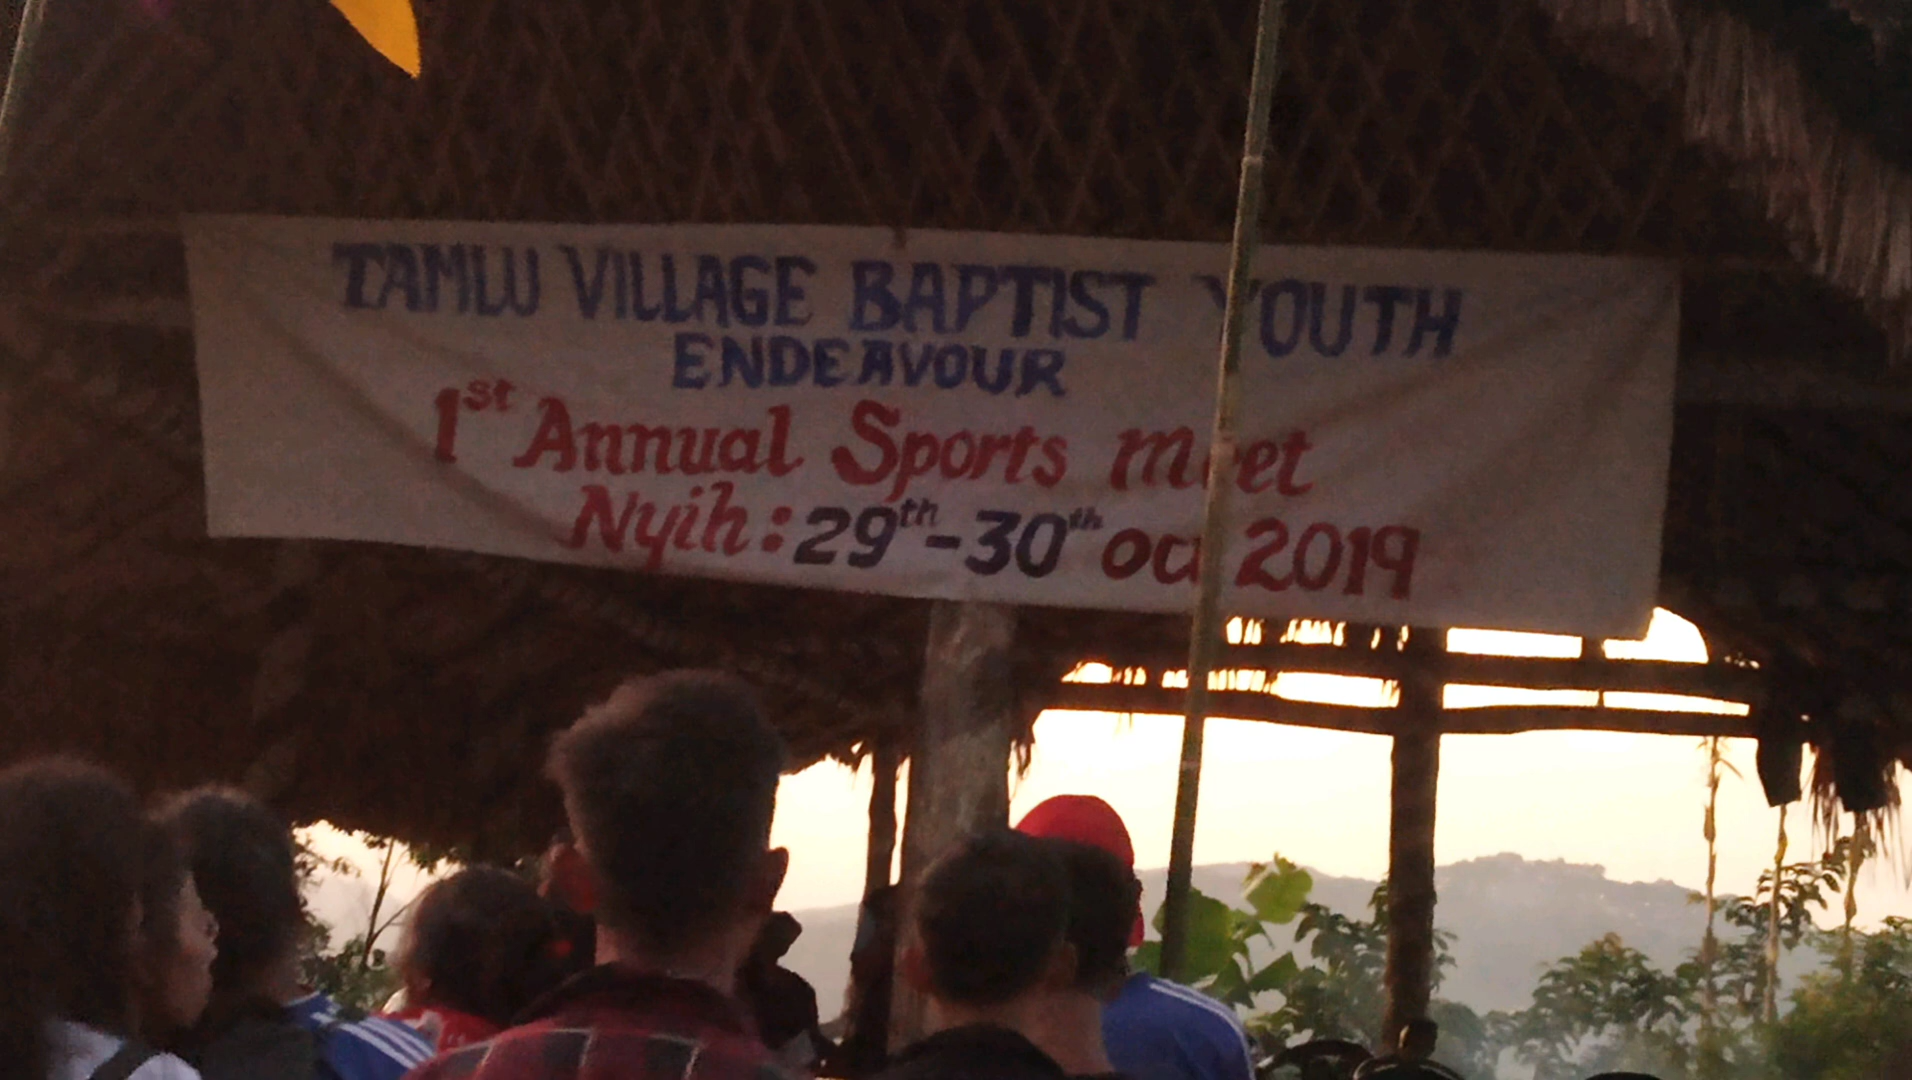 TAMLU VILLAGE BAPTIST YOUTH
ENDEAVOUR
1st Annual Sports Meet
Nyih: 29th-30th oct 2019